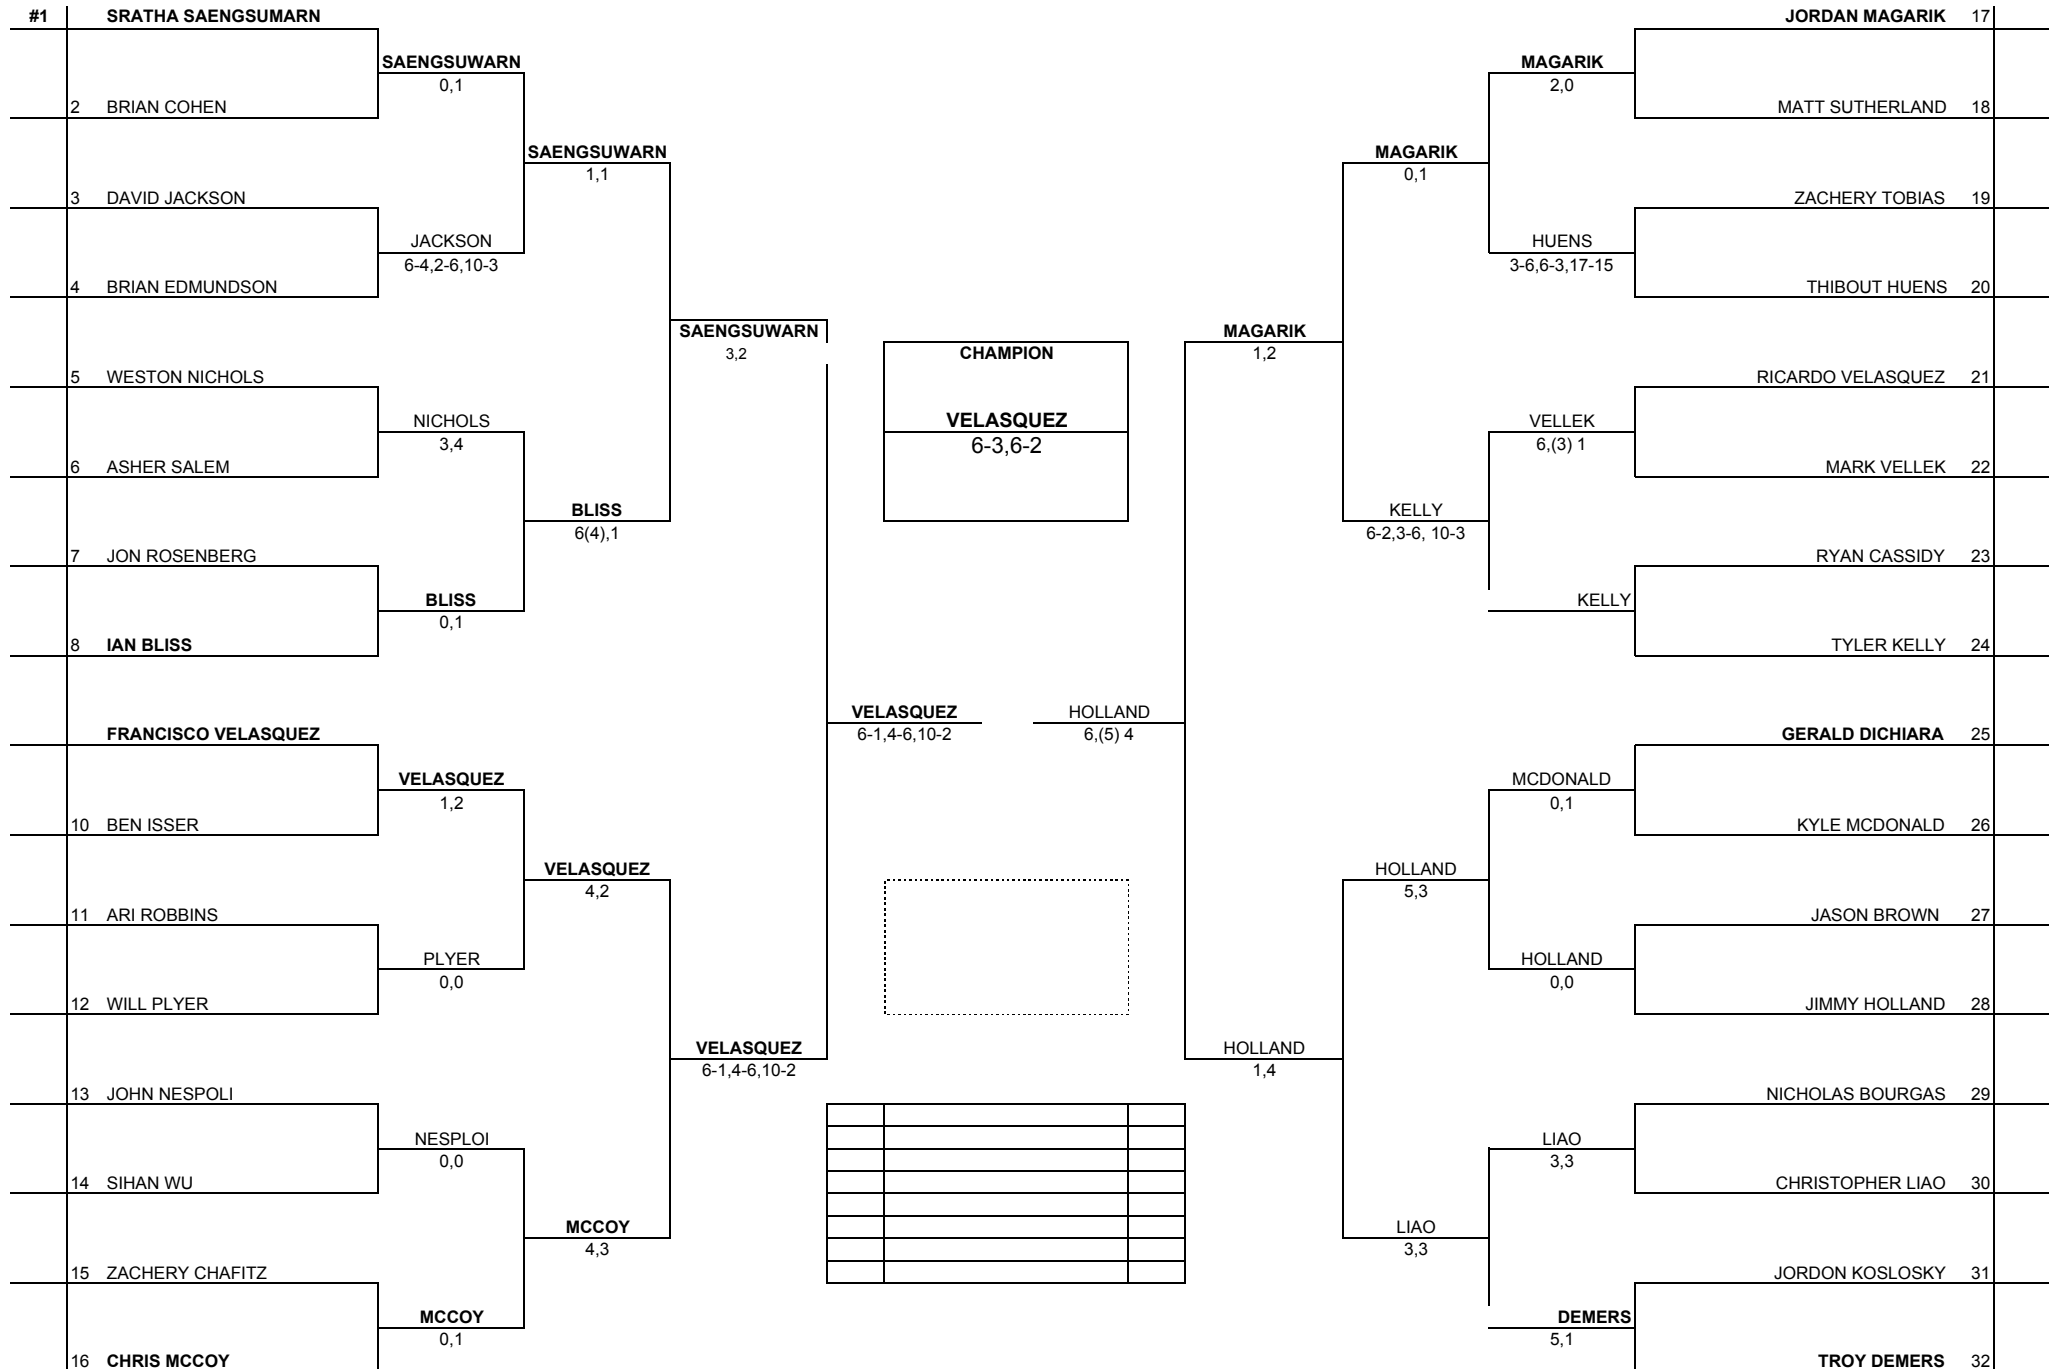 #1 SRATHA SAENGSUMARN
JORDAN MAGARIK 17
SAENGSUWARN
MAGARIK
0,1
2,0
2 BRIAN COHEN
MATT SUTHERLAND 18
SAENGSUWARN
MAGARIK
1,1
0,1
3 DAVID JACKSON
ZACHERY TOBIAS 19
JACKSON
HUENS
6-4,2-6,10-3
3-6,6-3,17-15
4 BRIAN EDMUNDSON
THIBOUT HUENS 20
SAENGSUWARN
MAGARIK
3,2
CHAMPION
1,2
5 WESTON NICHOLS
RICARDO VELASQUEZ 21
NICHOLS
VELASQUEZ
VELLEK
3,4
6-3,6-2
6,(3) 1
6 ASHER SALEM
MARK VELLEK 22
BLISS
KELLY
6(4),1
6-2,3-6, 10-3
7 JON ROSENBERG
RYAN CASSIDY 23
BLISS
KELLY
0,1
8 IAN BLISS
TYLER KELLY 24
VELASQUEZ
HOLLAND
6-1,4-6,10-2
6,(5) 4
FRANCISCO VELASQUEZ
GERALD DICHIARA 25
VELASQUEZ
MCDONALD
1,2
0,1
10 BEN ISSER
KYLE MCDONALD 26
VELASQUEZ
HOLLAND
4,2
5,3
11 ARI ROBBINS
JASON BROWN 27
PLYER
HOLLAND
0,0
0,0
12 WILL PLYER
JIMMY HOLLAND 28
VELASQUEZ
HOLLAND
6-1,4-6,10-2
1,4
13 JOHN NESPOLI
NICHOLAS BOURGAS 29
NESPLOI
LIAO
0,0
3,3
14 SIHAN WU
CHRISTOPHER LIAO 30
MCCOY
LIAO
4,3
3,3
15 ZACHERY CHAFITZ
JORDON KOSLOSKY 31
MCCOY
DEMERS
0,1
5,1
16 CHRIS MCCOY
TROY DEMERS 32